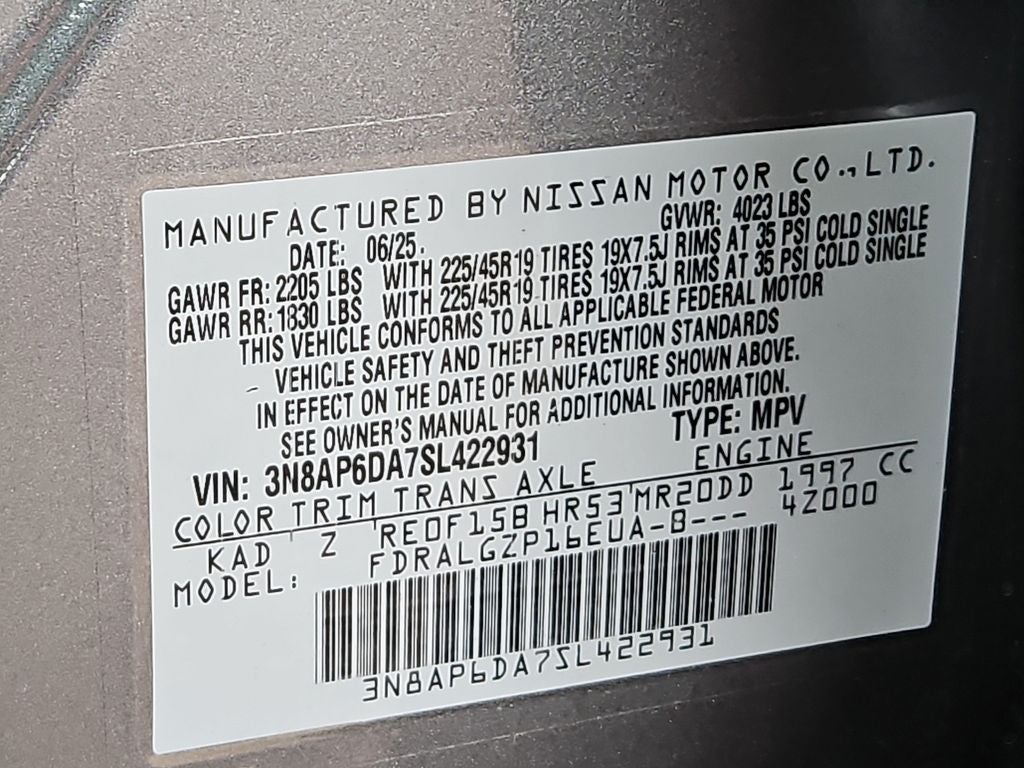 MANUFACTURED BY NISSAN MOTOR CO.,LTD.
DATE: 06/25. GVWR: 4023 LBS
GAWR FR: 2205 LBS WITH 225/45R19 TIRES 19X7.5J RIMS AT 35 PSI COLD SINGLE
GAWR RR: 1830 LBS WITH 225/45R19 TIRES 19X7.5J RIMS AT 35 PSI COLD SINGLE
THIS VEHICLE CONFORMS TO ALL APPLICABLE FEDERAL MOTOR
VEHICLE SAFETY AND THEFT PREVENTION STANDARDS
IN EFFECT ON THE DATE OF MANUFACTURE SHOWN ABOVE.
SEE OWNER'S MANUAL FOR ADDITIONAL INFORMATION.
VIN: 3N8AP6DA7SL422931 TYPE: MPV
COLOR TRIM TRANS AXLE ENGINE
KAD Z RE0F15B HR53 MR20DD 1997 CC
MODEL: FDRALGZP16EUA-B--- 4Z000
3N8AP6DA7SL422931